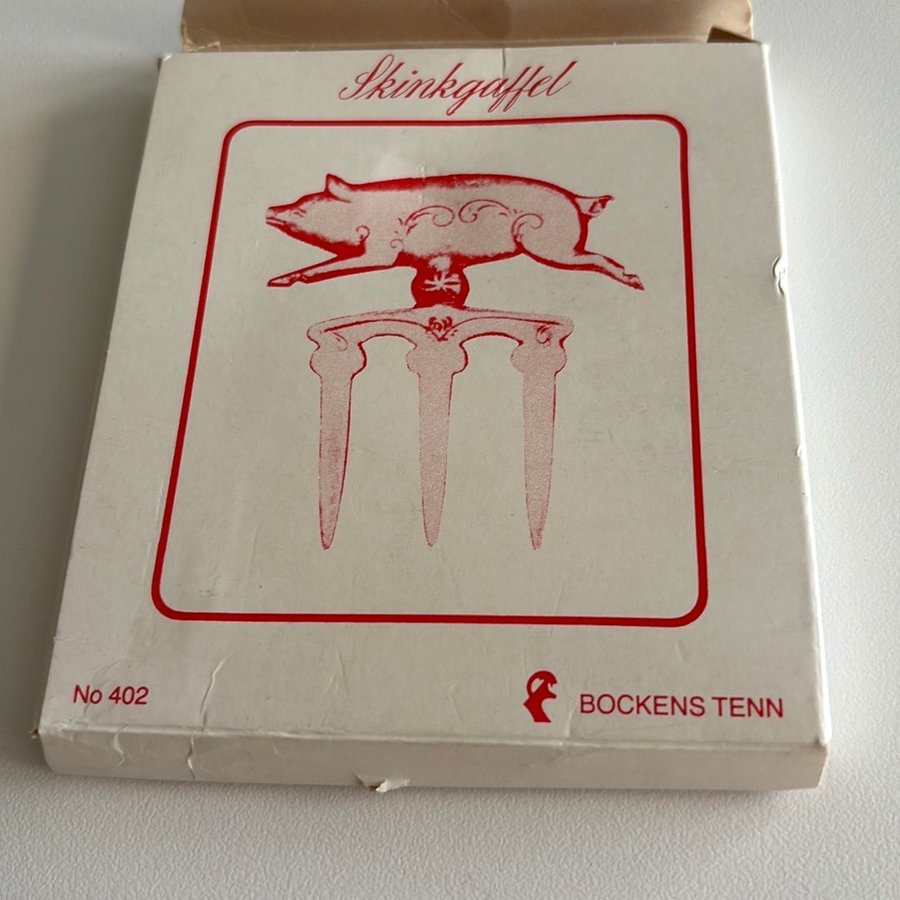 Skinkgaffel
No 402
BOCKENS TENN